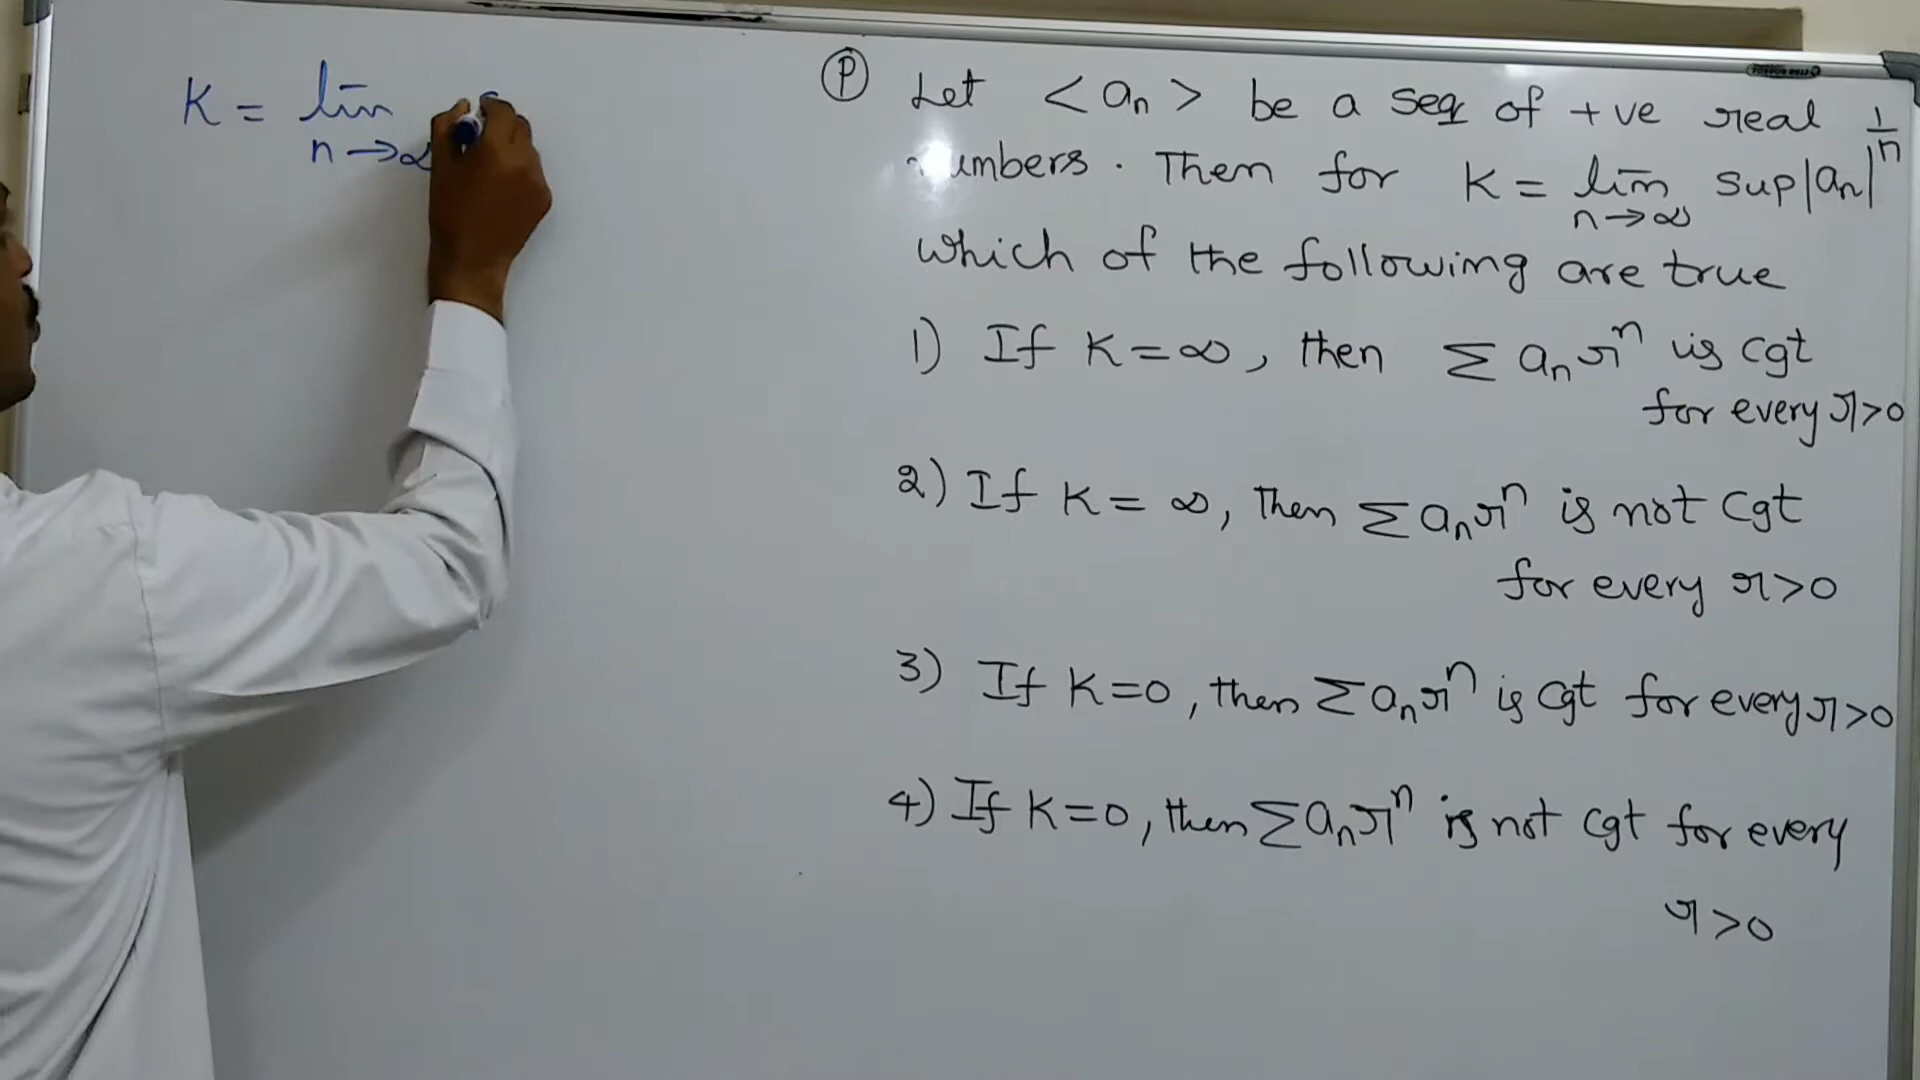 K = lim
n→∞
Ⓟ Let <aₙ> be a seq of +ve real
numbers. Then for K = lim sup|aₙ|^1/n
n→∞
which of the following are true
1) If K=∞, then Σ aₙrⁿ is cgt
for every r>0
2) If K= ∞, Then Σ aₙrⁿ is not Cgt
for every r>0
3) If K=0, then Σ aₙrⁿ is Cgt for every r>0
4) If K=0, then Σ aₙrⁿ is not Cgt for every
r>0